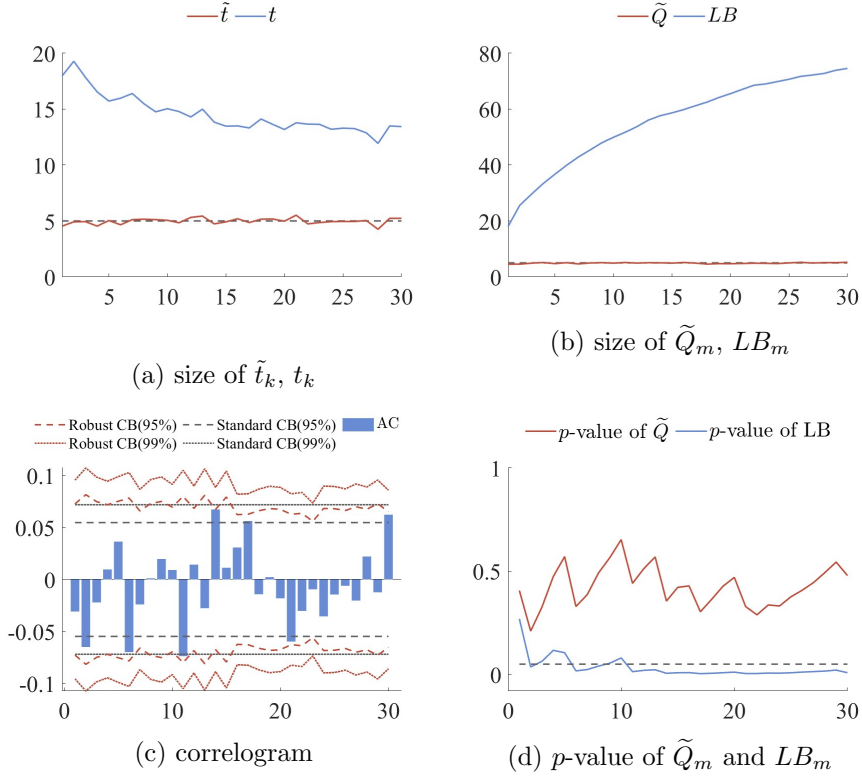 t̃ t
20
15
10
5
0
5 10 15 20 25 30
(a) size of t̃ₖ, tₖ
Q̃ LB
80
60
40
20
0
5 10 15 20 25 30
(b) size of Q̃ₘ, LBₘ
Robust CB(95%) Standard CB(95%) AC
Robust CB(99%) Standard CB(99%)
0.1
0.05
0
-0.05
-0.1
0 10 20 30
(c) correlogram
p-value of Q̃ p-value of LB
1
0.5
0
0 10 20 30
(d) p-value of Q̃ₘ and LBₘ